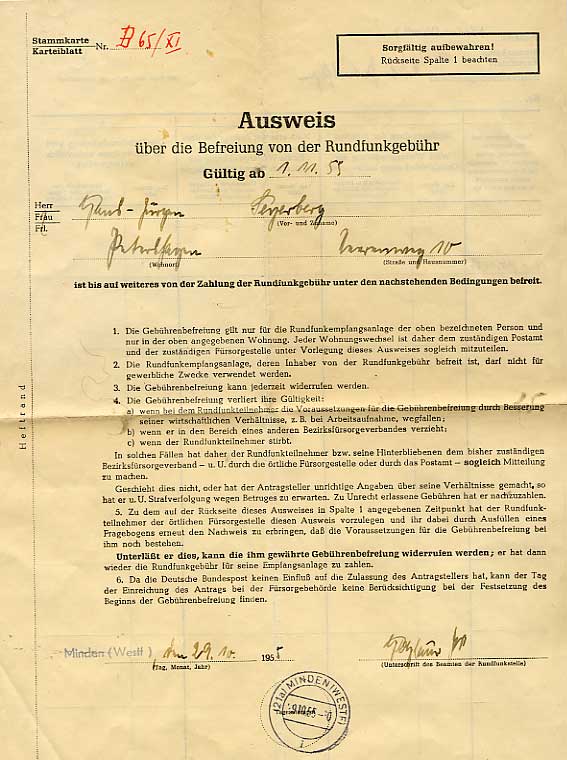 Stammkarte
Karteiblatt Nr. B 65/XI
Sorgfältig aufbewahren!
Rückseite Spalte 1 beachten
Ausweis
über die Befreiung von der Rundfunkgebühr
Gültig ab 1. 11. 55
Herr
Frau
Frl.
Hans-Jürgen
(Vor- und Zuname)
Petershagen 10
(Wohnort) (Straße und Hausnummer)
ist bis auf weiteres von der Zahlung der Rundfunkgebühr unter den nachstehenden Bedingungen befreit.
1. Die Gebührenbefreiung gilt nur für die Rundfunkempfangsanlage der oben bezeichneten Person und
nur in der oben angegebenen Wohnung. Jeder Wohnungswechsel ist daher dem zuständigen Postamt
und der zuständigen Fürsorgestelle unter Vorlegung dieses Ausweises sogleich mitzuteilen.
2. Die Rundfunkempfangsanlage, deren Inhaber von der Rundfunkgebühr befreit ist, darf nicht für
gewerbliche Zwecke verwendet werden.
3. Die Gebührenbefreiung kann jederzeit widerrufen werden.
4. Die Gebührenbefreiung verliert ihre Gültigkeit:
a) wenn bei dem Rundfunkteilnehmer die Voraussetzungen für die Gebührenbefreiung durch Besserung
seiner wirtschaftlichen Verhältnisse, z. B. bei Arbeitsaufnahme, wegfallen;
b) wenn er in den Bereich eines anderen Bezirksfürsorgeverbandes verzieht;
c) wenn der Rundfunkteilnehmer stirbt.
In solchen Fällen hat daher der Rundfunkteilnehmer bzw. seine Hinterbliebenen dem bisher zuständigen
Bezirksfürsorgeverband – u. U. durch die örtliche Fürsorgestelle oder durch das Postamt – sogleich Mitteilung
zu machen.
Geschieht dies nicht, oder hat der Antragsteller unrichtige Angaben über seine Verhältnisse gemacht, so
hat er u. U. Strafverfolgung wegen Betruges zu erwarten. Zu Unrecht erlassene Gebühren hat er nachzuzahlen.
5. Zu dem auf der Rückseite dieses Ausweises in Spalte 1 angegebenen Zeitpunkt hat der Rundfunk-
teilnehmer der örtlichen Fürsorgestelle diesen Ausweis vorzulegen und ihr dabei durch Ausfüllen eines
Fragebogens erneut den Nachweis zu erbringen, daß die Voraussetzungen für die Gebührenbefreiung bei
ihm noch bestehen.
Unterläßt er dies, kann die ihm gewährte Gebührenbefreiung widerrufen werden; er hat dann
wieder die Rundfunkgebühr für seine Empfangsanlage zu zahlen.
6. Da die Deutsche Bundespost keinen Einfluß auf die Zulassung des Antragstellers hat, kann der Tag
der Einreichung des Antrags bei der Fürsorgebehörde keine Berücksichtigung bei der Festsetzung des
Beginns der Gebührenbefreiung finden.
Heftrand
Minden (Westf) den 29. 10. 1955
(Tag, Monat, Jahr)
(Unterschrift des Beamten der Rundfunkstelle)
(21a) MINDEN (WESTF)